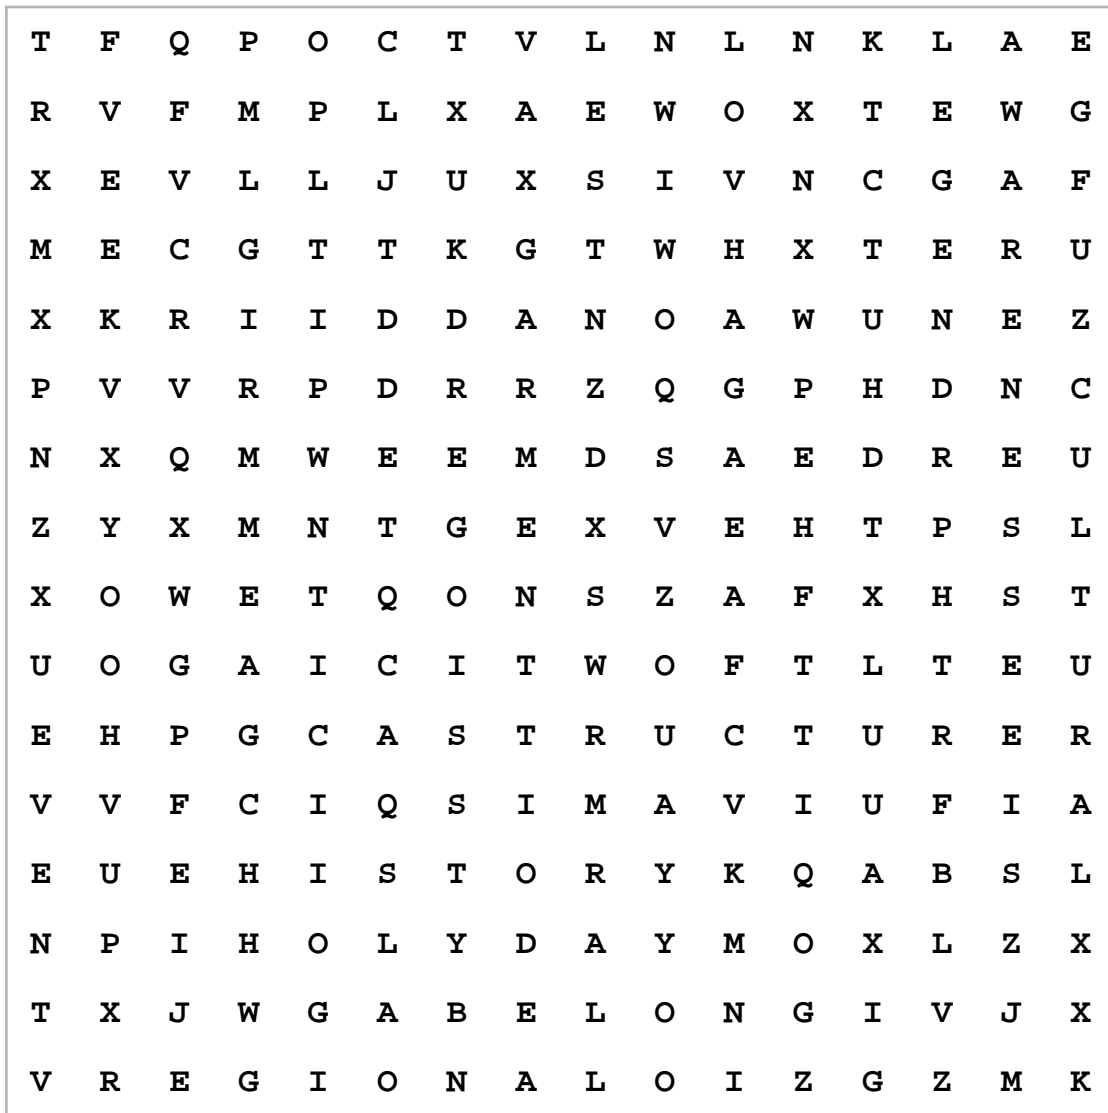 T F Q P O C T V L N L N K L A E
R V F M P L X A E W O X T E W G
X E V L L J U X S I V N C G A F
M E C G T T K G T W H X T E R U
X K R I I D D A N O A W U N E Z
P V V R P D R R Z Q G P H D N C
N X Q M W E E M D S A E D R E U
Z Y X M N T G E X V E H T P S L
X O W E T Q O N S Z A F X H S T
U O G A I C I T W O F T L T E U
E H P G C A S T R U C T U R E R
V V F C I Q S I M A V I U F I A
E U E H I S T O R Y K Q A B S L
N P I H O L Y D A Y M O X L Z X
T X J W G A B E L O N G I V J X
V R E G I O N A L O I Z G Z M K